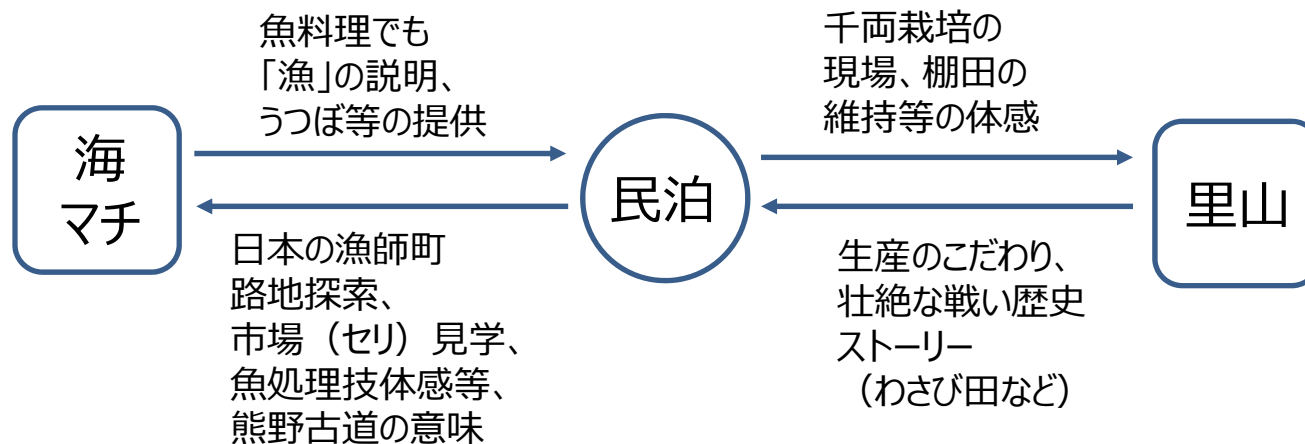 魚料理でも
「漁」の説明、
うつぼ等の提供
千両栽培の
現場、棚田の
維持等の体感
海
マチ
民泊
里山
日本の漁師町
路地探索、
市場（セリ）見学、
魚処理技体感等、
熊野古道の意味
生産のこだわり、
壮絶な戦い歴史
ストーリー
（わさび田など）